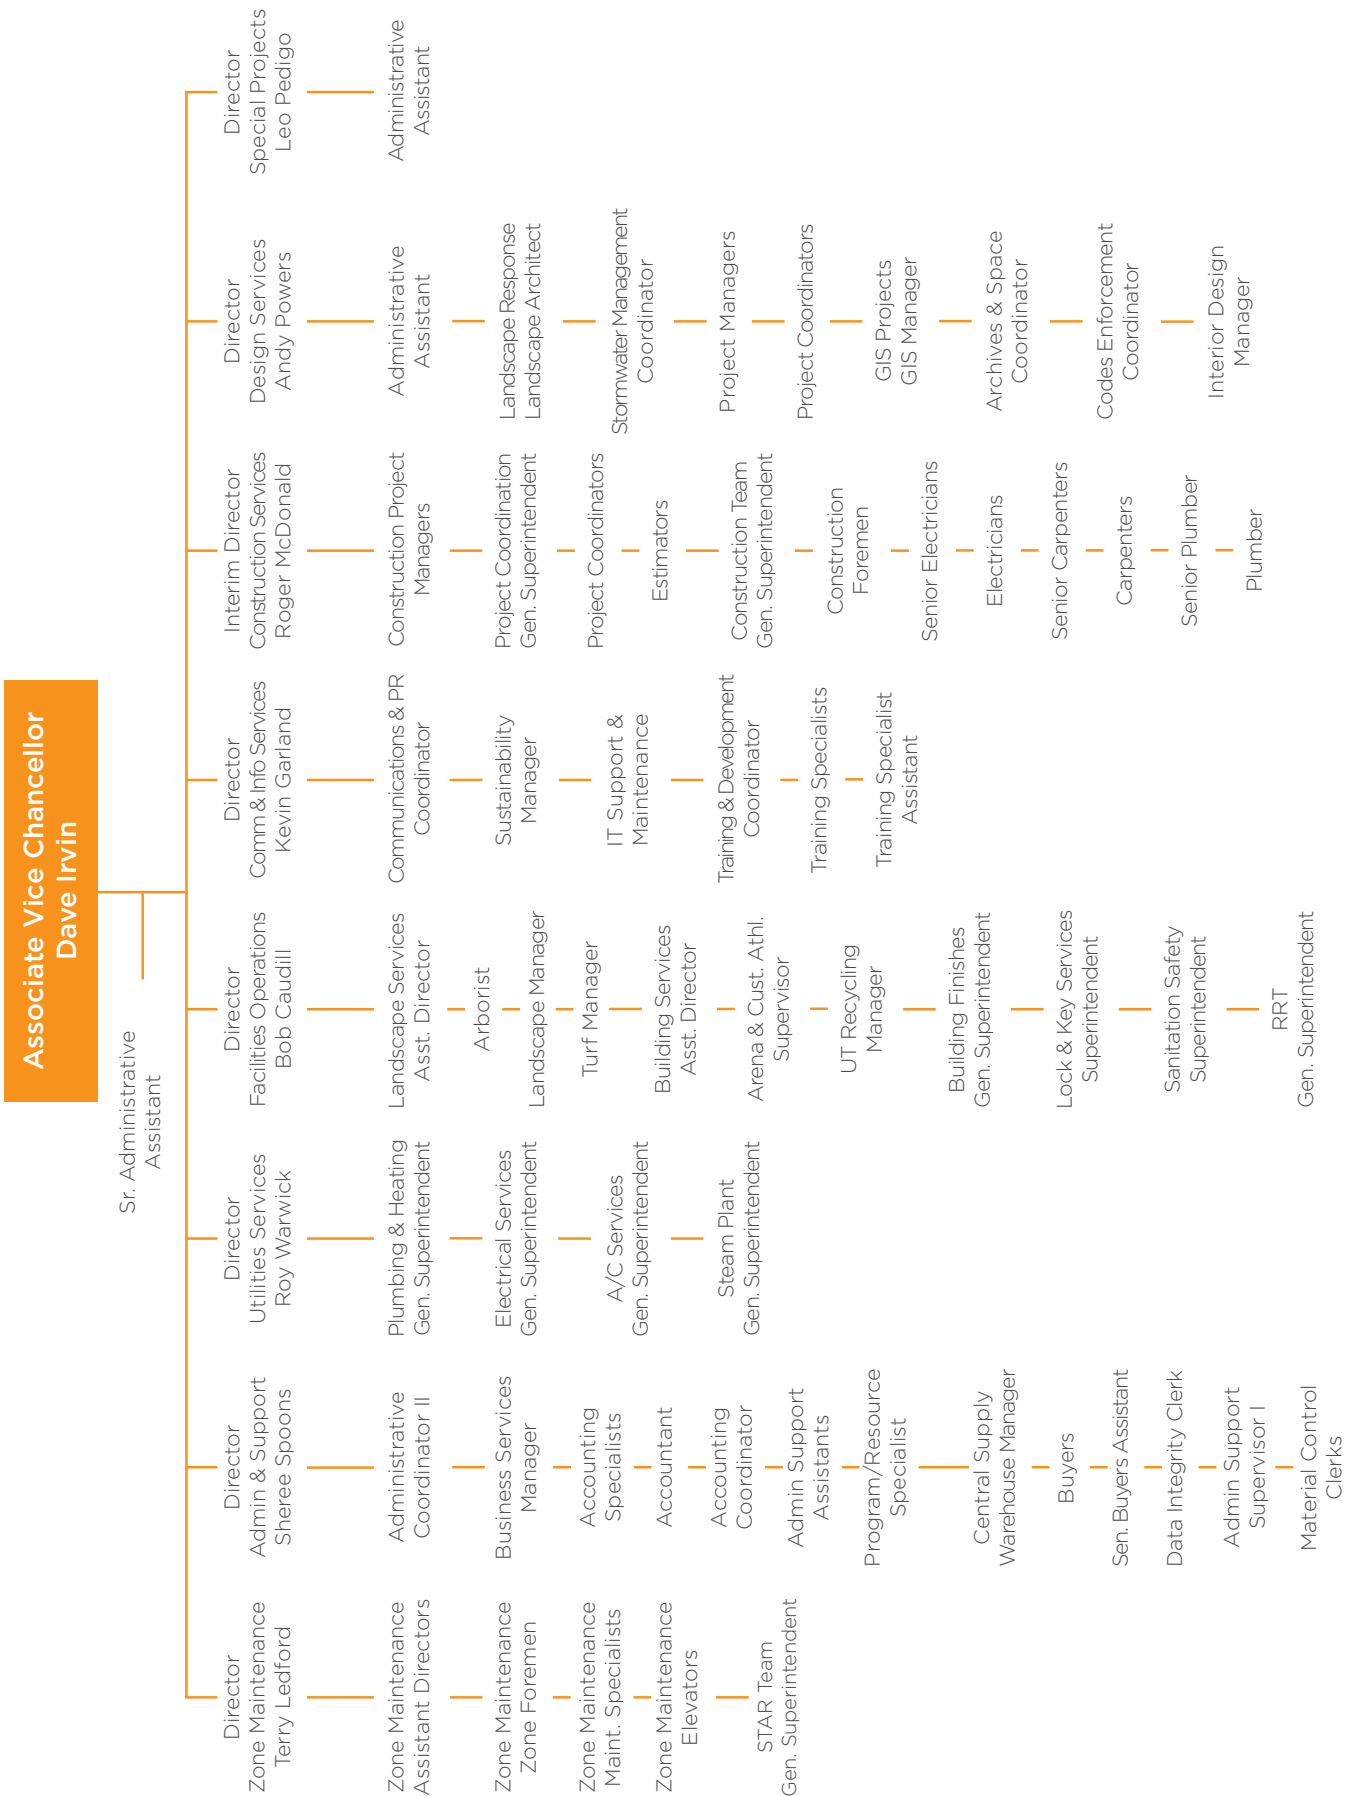 Associate Vice Chancellor
Dave Irvin
Sr. Administrative
Assistant
Director
Zone Maintenance
Terry Ledford
Zone Maintenance
Assistant Directors
Zone Maintenance
Zone Foremen
Zone Maintenance
Maint. Specialists
Zone Maintenance
Elevators
STAR Team
Gen. Superintendent
Director
Admin & Support
Sheree Spoons
Administrative
Coordinator II
Business Services
Manager
Accounting
Specialists
Accountant
Accounting
Coordinator
Admin Support
Assistants
Program/Resource
Specialist
Central Supply
Warehouse Manager
Buyers
Sen. Buyers Assistant
Data Integrity Clerk
Admin Support
Supervisor I
Material Control
Clerks
Director
Utilities Services
Roy Warwick
Plumbing & Heating
Gen. Superintendent
Electrical Services
Gen. Superintendent
A/C Services
Gen. Superintendent
Steam Plant
Gen. Superintendent
Director
Facilities Operations
Bob Caudill
Landscape Services
Asst. Director
Arborist
Landscape Manager
Turf Manager
Building Services
Asst. Director
Arena & Cust. Athl.
Supervisor
UT Recycling
Manager
Building Finishes
Gen. Superintendent
Lock & Key Services
Superintendent
Sanitation Safety
Superintendent
RRT
Gen. Superintendent
Director
Comm & Info Services
Kevin Garland
Communications & PR
Coordinator
Sustainability
Manager
IT Support &
Maintenance
Training & Development
Coordinator
Training Specialists
Training Specialist
Assistant
Interim Director
Construction Services
Roger McDonald
Construction Project
Managers
Project Coordination
Gen. Superintendent
Project Coordinators
Estimators
Construction Team
Gen. Superintendent
Construction
Foremen
Senior Electricians
Electricians
Senior Carpenters
Carpenters
Senior Plumber
Plumber
Director
Design Services
Andy Powers
Administrative
Assistant
Landscape Response
Landscape Architect
Stormwater Management
Coordinator
Project Managers
Project Coordinators
GIS Projects
GIS Manager
Archives & Space
Coordinator
Codes Enforcement
Coordinator
Interior Design
Manager
Director
Special Projects
Leo Pedigo
Administrative
Assistant